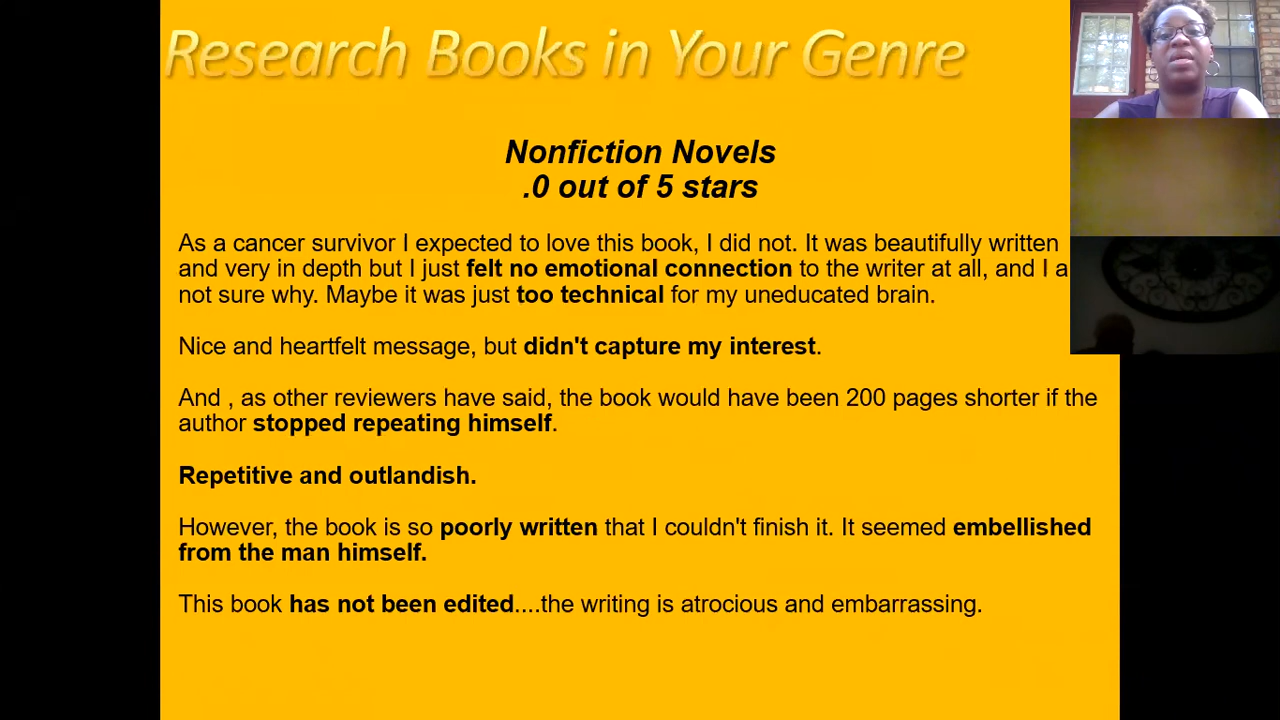 Research Books in Your Genre
Nonfiction Novels
.0 out of 5 stars
As a cancer survivor I expected to love this book, I did not. It was beautifully written
and very in depth but I just felt no emotional connection to the writer at all, and I a
not sure why. Maybe it was just too technical for my uneducated brain.
Nice and heartfelt message, but didn't capture my interest.
And , as other reviewers have said, the book would have been 200 pages shorter if the
author stopped repeating himself.
Repetitive and outlandish.
However, the book is so poorly written that I couldn't finish it. It seemed embellished
from the man himself.
This book has not been edited....the writing is atrocious and embarrassing.